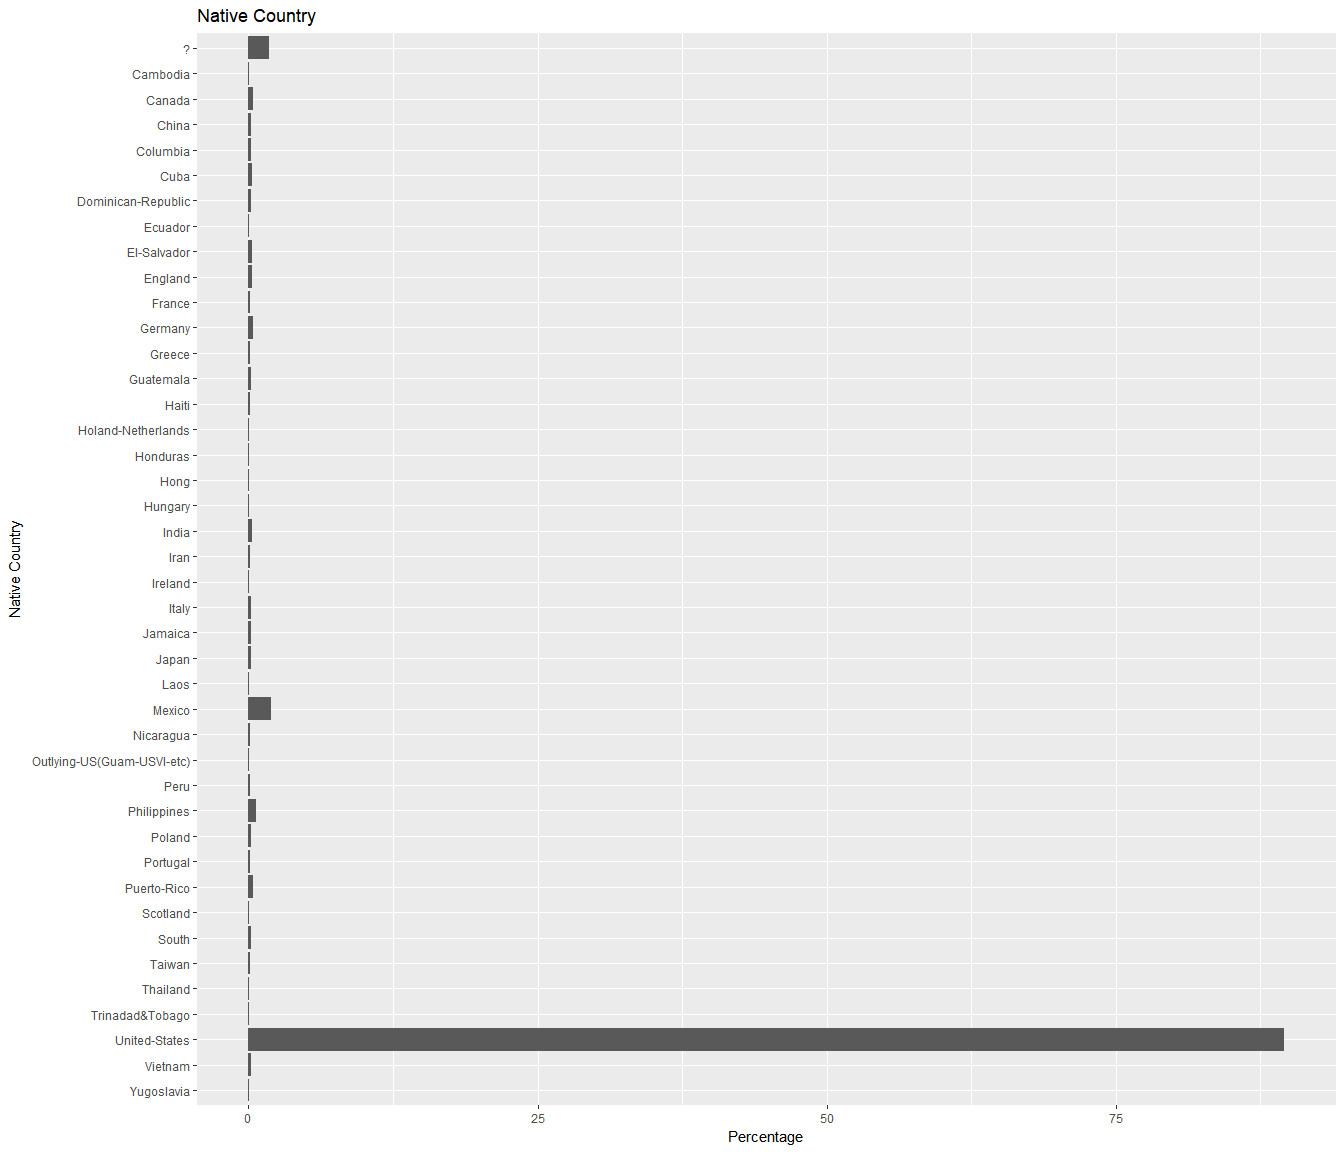 Native Country
?
Cambodia
Canada
China
Columbia
Cuba
Dominican-Republic
Ecuador
El-Salvador
England
France
Germany
Greece
Guatemala
Haiti
Holand-Netherlands
Honduras
Hong
Hungary
India
Iran
Ireland
Italy
Jamaica
Japan
Laos
Mexico
Nicaragua
Outlying-US(Guam-USVI-etc)
Peru
Philippines
Poland
Portugal
Puerto-Rico
Scotland
South
Taiwan
Thailand
Trinadad&Tobago
United-States
Vietnam
Yugoslavia
Native Country
0 25 50 75
Percentage